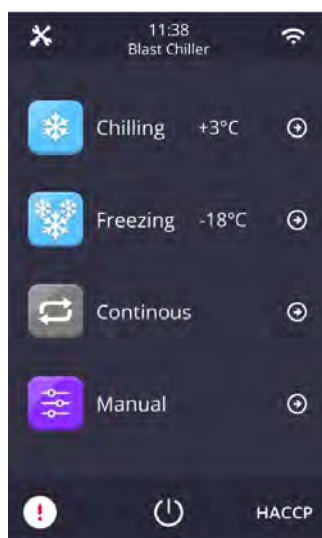 11:38
Blast Chiller
Chilling +3°C
Freezing -18°C
Continous
Manual
! HACCP